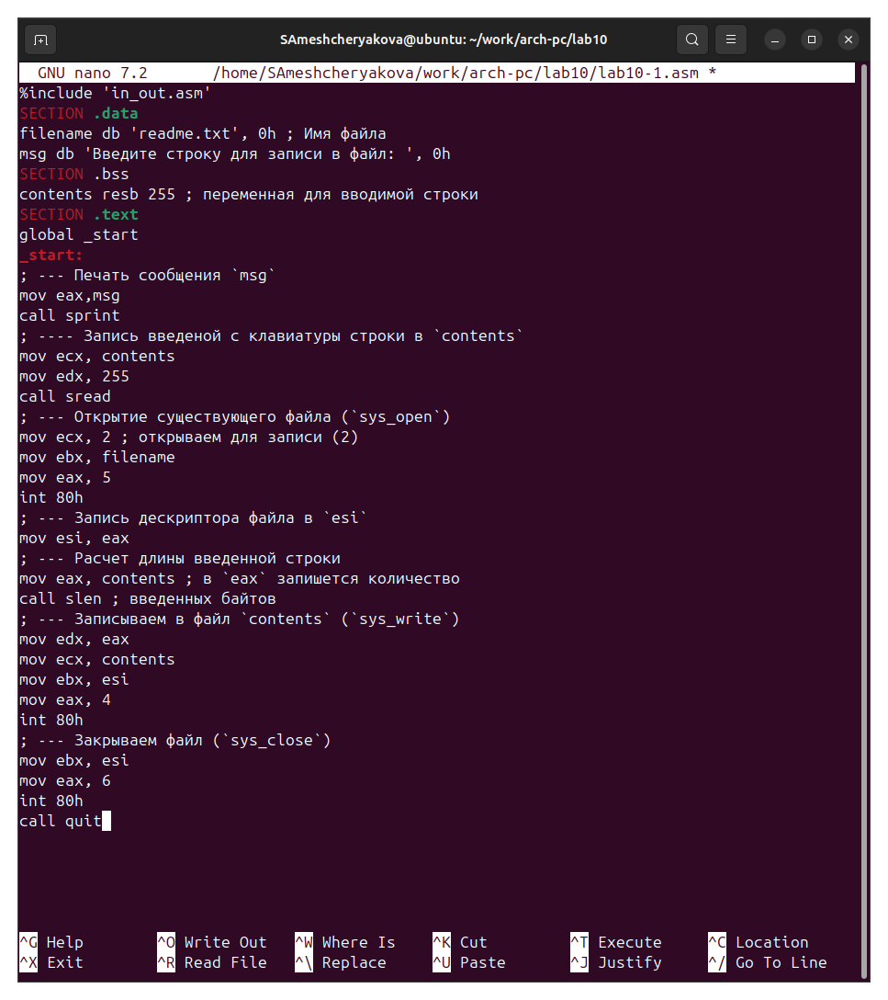 SAmeshcheryakova@ubuntu: ~/work/arch-pc/lab10
GNU nano 7.2 /home/SAmeshcheryakova/work/arch-pc/lab10/lab10-1.asm *
%include 'in_out.asm'
SECTION .data
filename db 'readme.txt', 0h ; Имя файла
msg db 'Введите строку для записи в файл: ', 0h
SECTION .bss
contents resb 255 ; переменная для вводимой строки
SECTION .text
global _start
_start:
; --- Печать сообщения `msg`
mov eax,msg
call sprint
; ---- Запись введеной с клавиатуры строки в `contents`
mov ecx, contents
mov edx, 255
call sread
; --- Открытие существующего файла (`sys_open`)
mov ecx, 2 ; открываем для записи (2)
mov ebx, filename
mov eax, 5
int 80h
; --- Запись дескриптора файла в `esi`
mov esi, eax
; --- Расчет длины введенной строки
mov eax, contents ; в `eax` запишется количество
call slen ; введенных байтов
; --- Записываем в файл `contents` (`sys_write`)
mov edx, eax
mov ecx, contents
mov ebx, esi
mov eax, 4
int 80h
; --- Закрываем файл (`sys_close`)
mov ebx, esi
mov eax, 6
int 80h
call quit
^G Help ^O Write Out ^W Where Is ^K Cut ^T Execute ^C Location
^X Exit ^R Read File ^\ Replace ^U Paste ^J Justify ^/ Go To Line